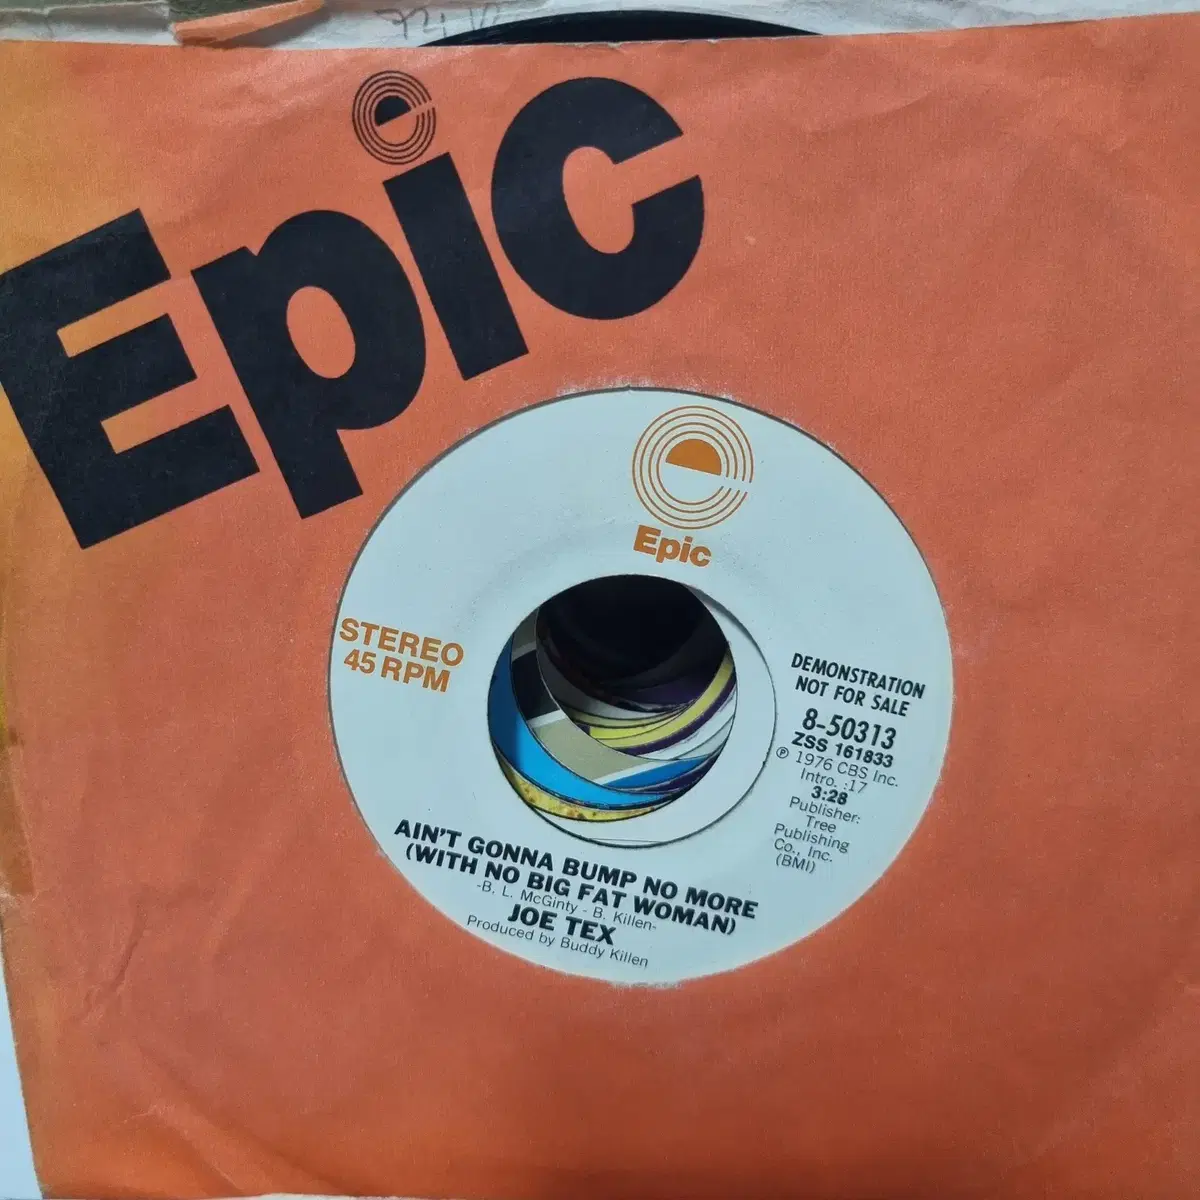 Epic
Epic
STEREO
45 RPM
DEMONSTRATION
NOT FOR SALE
8-50313
ZSS 161833
℗ 1976 CBS Inc.
Intro. :17
3:28
Publisher:
Tree
Publishing
Co., Inc.
(BMI)
AIN'T GONNA BUMP NO MORE
(WITH NO BIG FAT WOMAN)
-B. L. McGinty - B. Killen-
JOE TEX
Produced by Buddy Killen